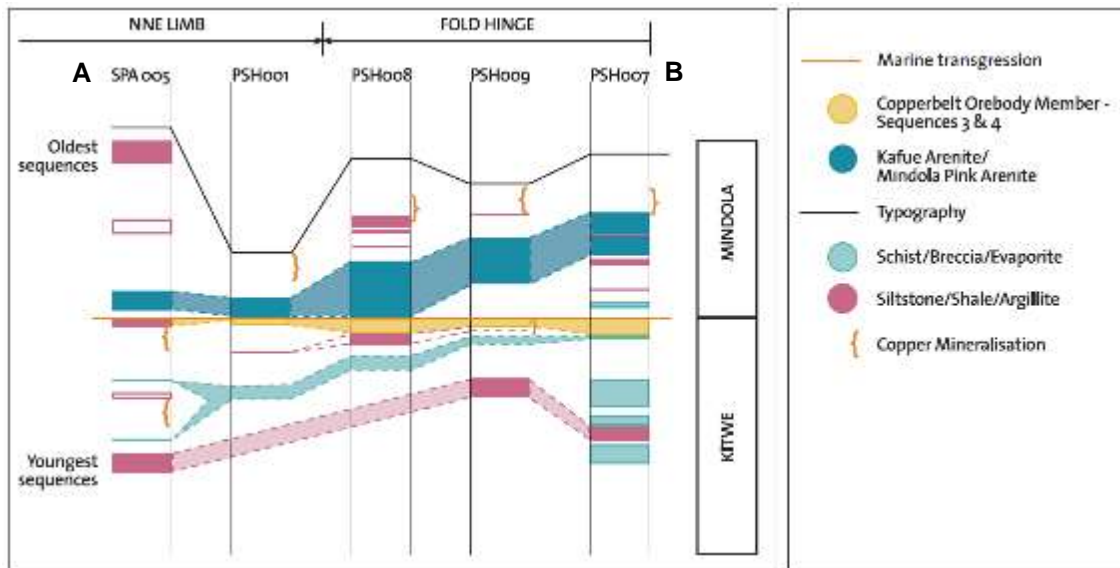 NNE LIMB
FOLD HINGE
A
B
SPA 005
PSH001
PSH008
PSH009
PSH007
Oldest
sequences
Youngest
sequences
MINDOLA
KITWE
Marine transgression
Copperbelt Orebody Member -
Sequences 3 & 4
Kafue Arenite/
Mindola Pink Arenite
Typography
Schist/Breccia/Evaporite
Siltstone/Shale/Argillite
Copper Mineralisation